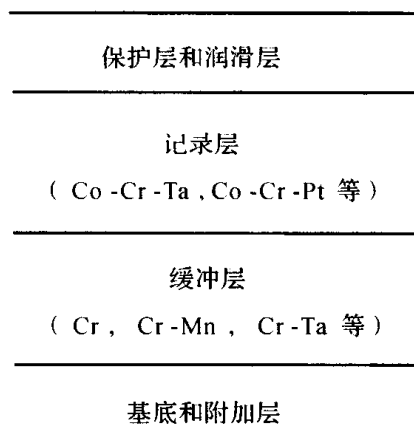 保护层和润滑层
记录层
( Co -Cr -Ta , Co -Cr-Pt 等 )
缓冲层
( Cr , Cr -Mn , Cr -Ta 等 )
基底和附加层